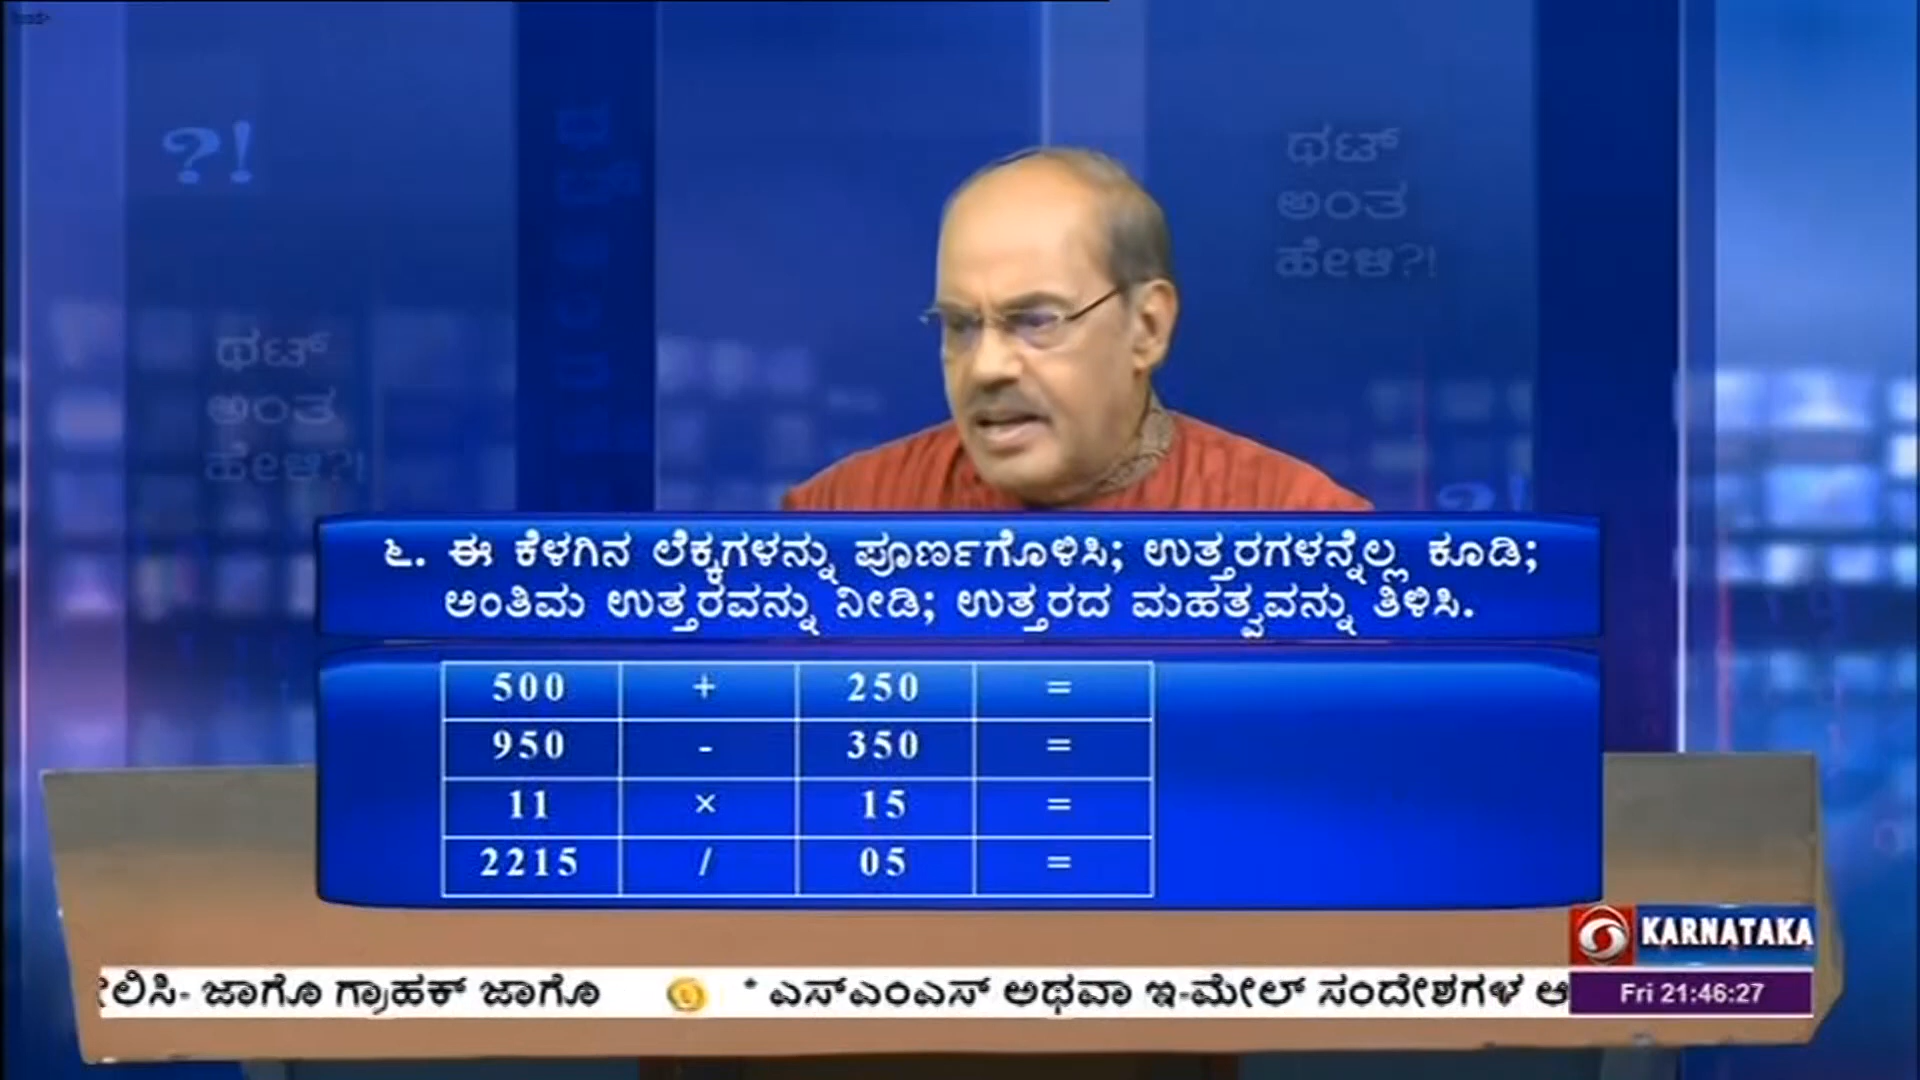 ?!
ಥಟ್
ಅಂತ
ಹೇಳಿ?!
ಥಟ್
ಅಂತ
ಹೇಳಿ?!
?!
೬. ಈ ಕೆಳಗಿನ ಲೆಕ್ಕಗಳನ್ನು ಪೂರ್ಣಗೊಳಿಸಿ; ಉತ್ತರಗಳನ್ನೆಲ್ಲ ಕೂಡಿ;
ಅಂತಿಮ ಉತ್ತರವನ್ನು ನೀಡಿ; ಉತ್ತರದ ಮಹತ್ವವನ್ನು ತಿಳಿಸಿ.
500 + 250 =
950 - 350 =
11 × 15 =
2215 / 05 =
KARNATAKA
ಲಿಸಿ- ಜಾಗೊ ಗ್ರಾಹಕ್ ಜಾಗೊ * ಎಸ್ಎಂಎಸ್ ಅಥವಾ ಇ-ಮೇಲ್ ಸಂದೇಶಗಳ ಆ
Fri 21:46:27